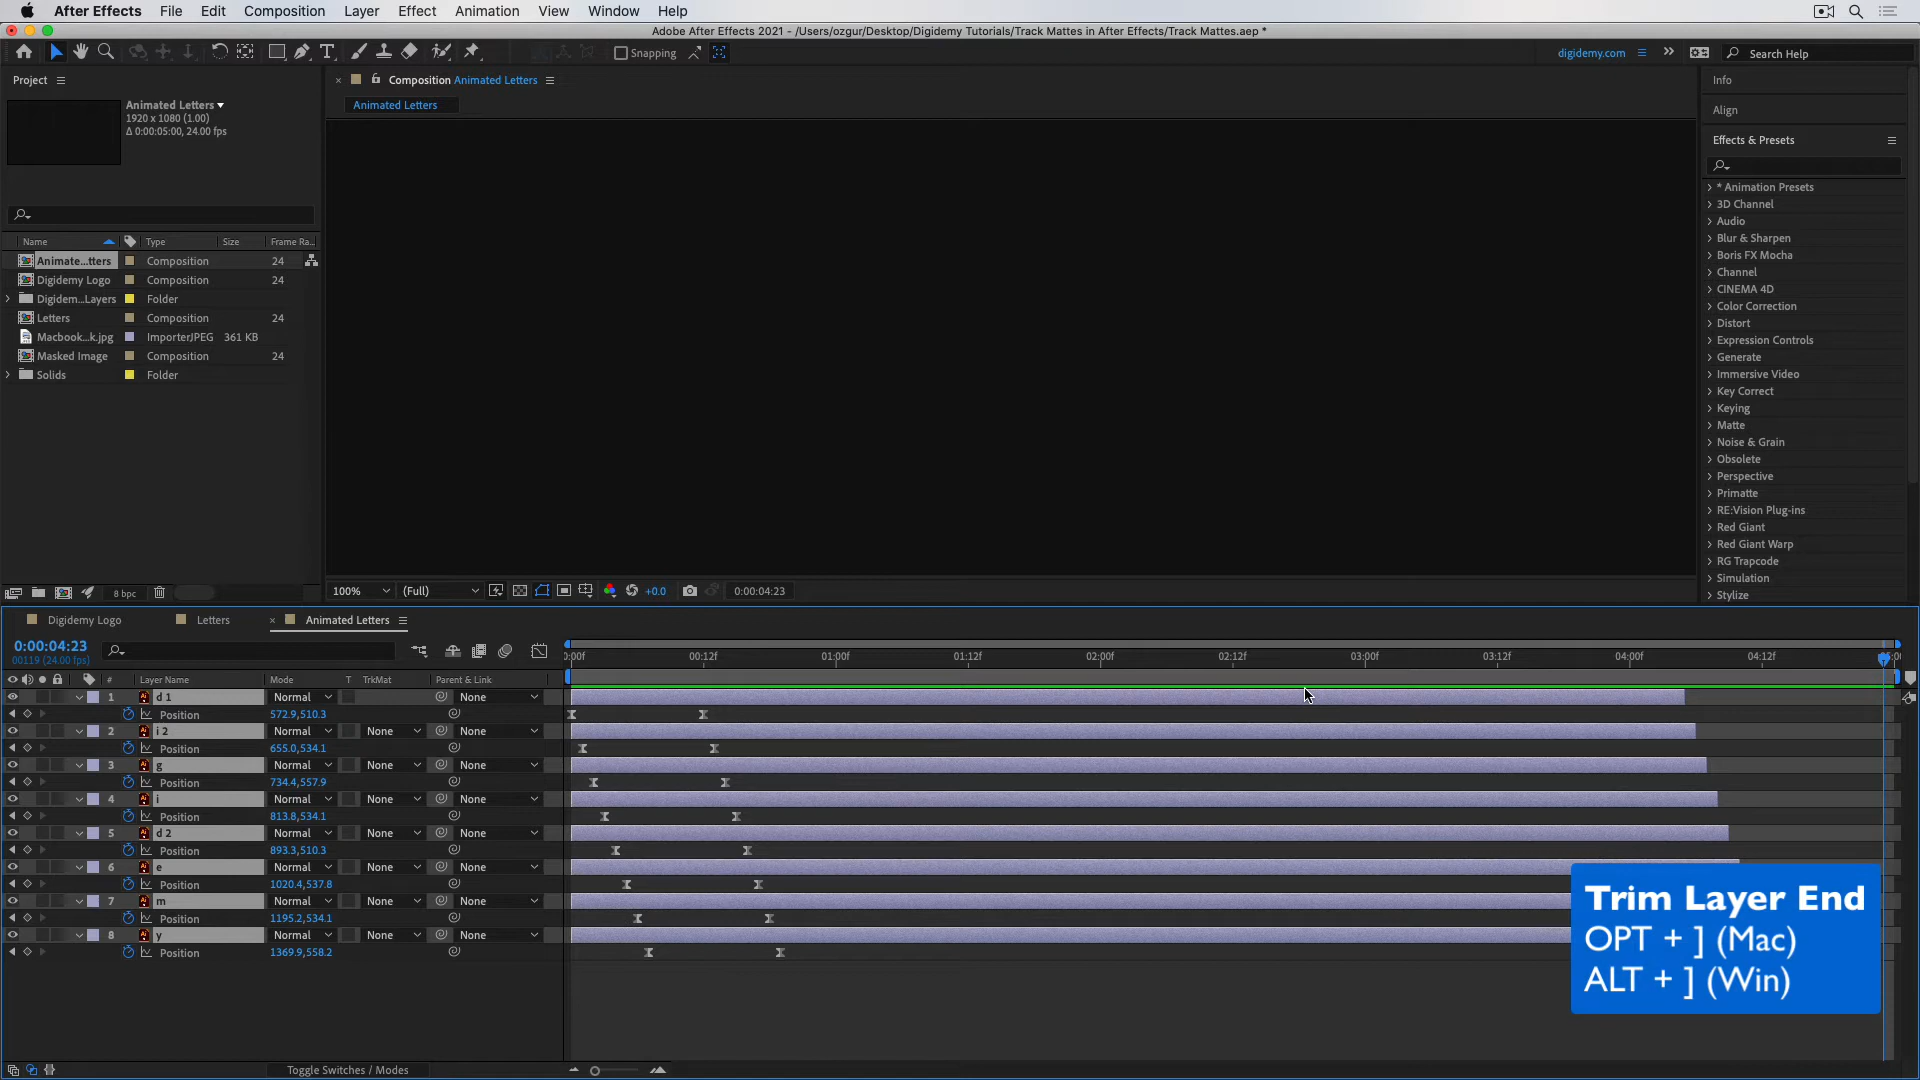 After Effects File Edit Composition Layer Effect Animation View Window Help
Adobe After Effects 2021 - /Users/ozgur/Desktop/Digidemy Tutorials/Track Mattes in After Effects/Track Mattes.aep *
Snapping digidemy.com Search Help
Project
Animated Letters
1920 x 1080 (1.00)
Δ 0:00:05:00, 24.00 fps
Name Type Size Frame Ra...
Animate...tters Composition 24
Digidemy Logo Composition 24
Digidem...Layers Folder
Letters Composition 24
Macbook...k.jpg ImporterJPEG 361 KB
Masked Image Composition 24
Solids Folder
8 bpc
Composition Animated Letters
Animated Letters
100% (Full) +0.0 0:00:04:23
Info
Align
Effects & Presets
* Animation Presets
3D Channel
Audio
Blur & Sharpen
Boris FX Mocha
Channel
CINEMA 4D
Color Correction
Distort
Expression Controls
Generate
Immersive Video
Key Correct
Keying
Matte
Noise & Grain
Obsolete
Perspective
Primatte
RE:Vision Plug-ins
Red Giant
Red Giant Warp
RG Trapcode
Simulation
Stylize
Digidemy Logo Letters Animated Letters
0:00:04:23
00119 (24.00 fps)
:00f 00:12f 01:00f 01:12f 02:00f 02:12f 03:00f 03:12f 04:00f 04:12f
# Layer Name Mode T TrkMat Parent & Link
1 d 1 Normal None
Position 572.9,510.3
2 i 2 Normal None None
Position 655.0,534.1
3 g Normal None None
Position 734.4,557.9
4 i Normal None None
Position 813.8,534.1
5 d 2 Normal None None
Position 893.3,510.3
6 e Normal None None
Position 1020.4,537.8
7 m Normal None None
Position 1195.2,534.1
8 y Normal None None
Position 1369.9,558.2
Toggle Switches / Modes
Trim Layer End
OPT + ] (Mac)
ALT + ] (Win)